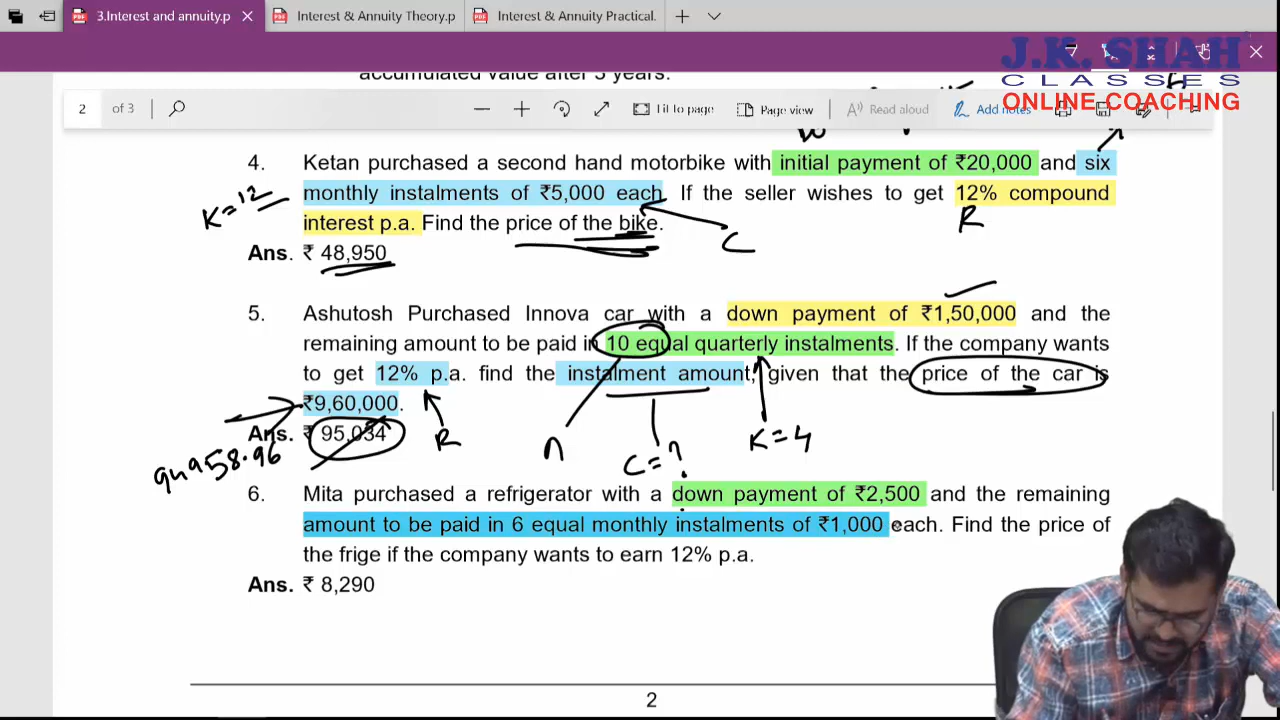 3.Interest and annuity.p
Interest & Annuity Theory.p
Interest & Annuity Practical.
J.K. SHAH
CLASSES
ONLINE COACHING
accumulated value after 5 years.
2 of 3
Page view
Read aloud
Add notes
4. Ketan purchased a second hand motorbike with initial payment of ₹20,000 and six
monthly instalments of ₹5,000 each. If the seller wishes to get 12% compound
K=12
interest p.a. Find the price of the bike.
R
C
Ans. ₹ 48,950
5. Ashutosh Purchased Innova car with a down payment of ₹1,50,000 and the
remaining amount to be paid in 10 equal quarterly instalments. If the company wants
to get 12% p.a. find the instalment amount, given that the price of the car is
₹9,60,000.
Ans. ₹ 95,034
R
n
C=?
K=4
94958.96
6. Mita purchased a refrigerator with a down payment of ₹2,500 and the remaining
amount to be paid in 6 equal monthly instalments of ₹1,000 each. Find the price of
the frige if the company wants to earn 12% p.a.
Ans. ₹ 8,290
2